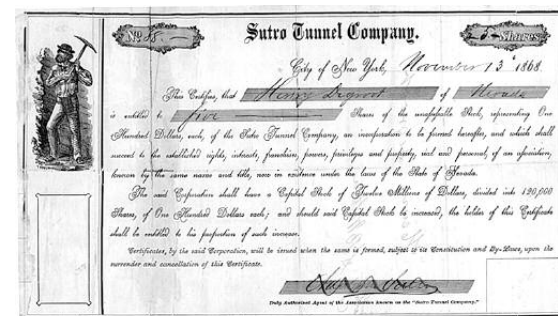 No. 58 Sutro Tunnel Company. 5 Shares
City of New York, November 13 1868
This Certifies, that Henry Degroot of Nevada
is entitled to five Shares of the unassessable Stock, representing One
Hundred Dollars, each, of the Sutro Tunnel Company, an incorporation to be formed hereafter, and which shall
succeed to the established rights, interests, franchise, powers, privileges and property, real and personal, of an association,
known by the same name and title, now in existence under the laws of the State of Nevada.
The said Corporation shall have a Capital Stock of Twelve Millions of Dollars, divided into 120,000
Shares, of One Hundred Dollars each; and should said Capital Stock be increased, the holder of this Certificate
shall be entitled to his proportion of such increase.
Certificates, by the said Corporation, will be issued when the same is formed, subject to its Constitution and By-Laws, upon the
surrender and cancellation of this Certificate.
Duly Authorized Agent of the Association known as the "Sutro Tunnel Company."